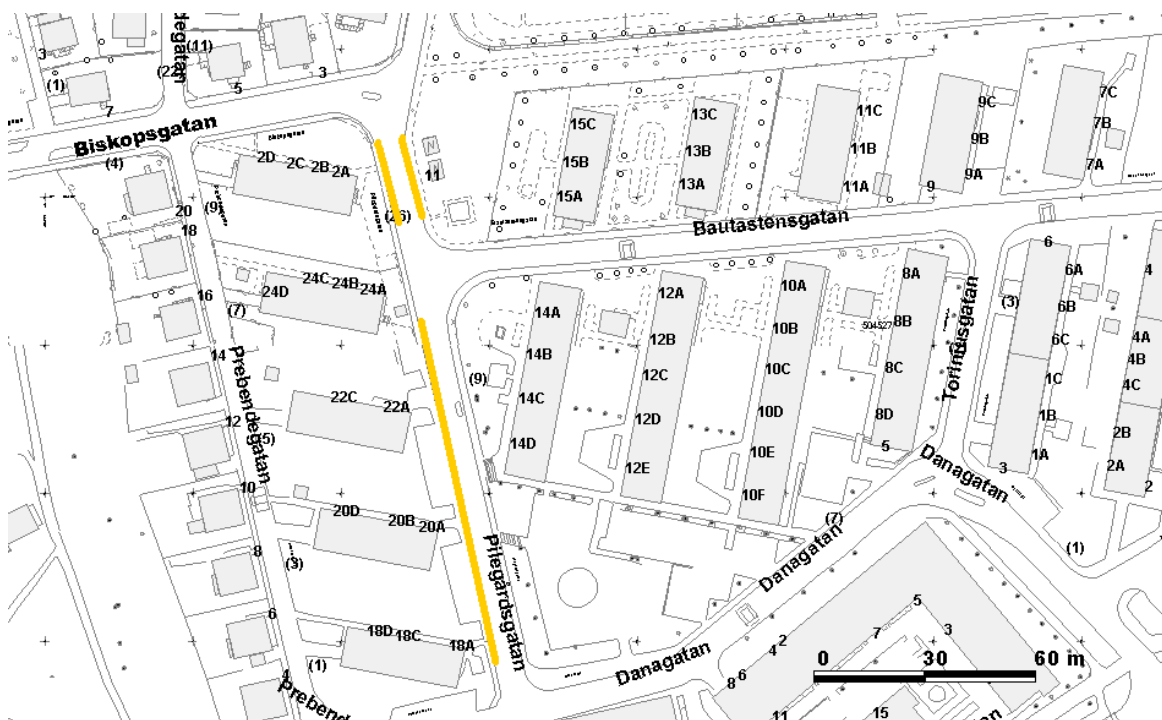 3
(1)
7
(22)
(11)
5
3
Biskopsgatan
(4)
2D
2C
2B
2A
11
(26)
(9)
20
18
16
14
12
10
8
6
4
(7)
(3)
(1)
Prebendegatan
24D
24C
24B
24A
22C
22A
20D
20B
20A
18D
18C
18A
Pilegårdsgatan
15C
15B
15A
13C
13B
13A
11C
11B
11A
9C
9B
9A
9
7C
7B
7A
Bautastensgatan
14A
14B
14C
14D
(9)
12A
12B
12C
12D
12E
10A
10B
10C
10D
10E
10F
8A
8B
8C
8D
5
6
6A
6B
6C
(3)
1C
1B
1A
3
4
4A
4B
4C
2B
2A
2
Danagatan
(7)
(1)
Danagatan
Danagatan
2
4
6
8
5
7
3
11
15
0 30 60 m